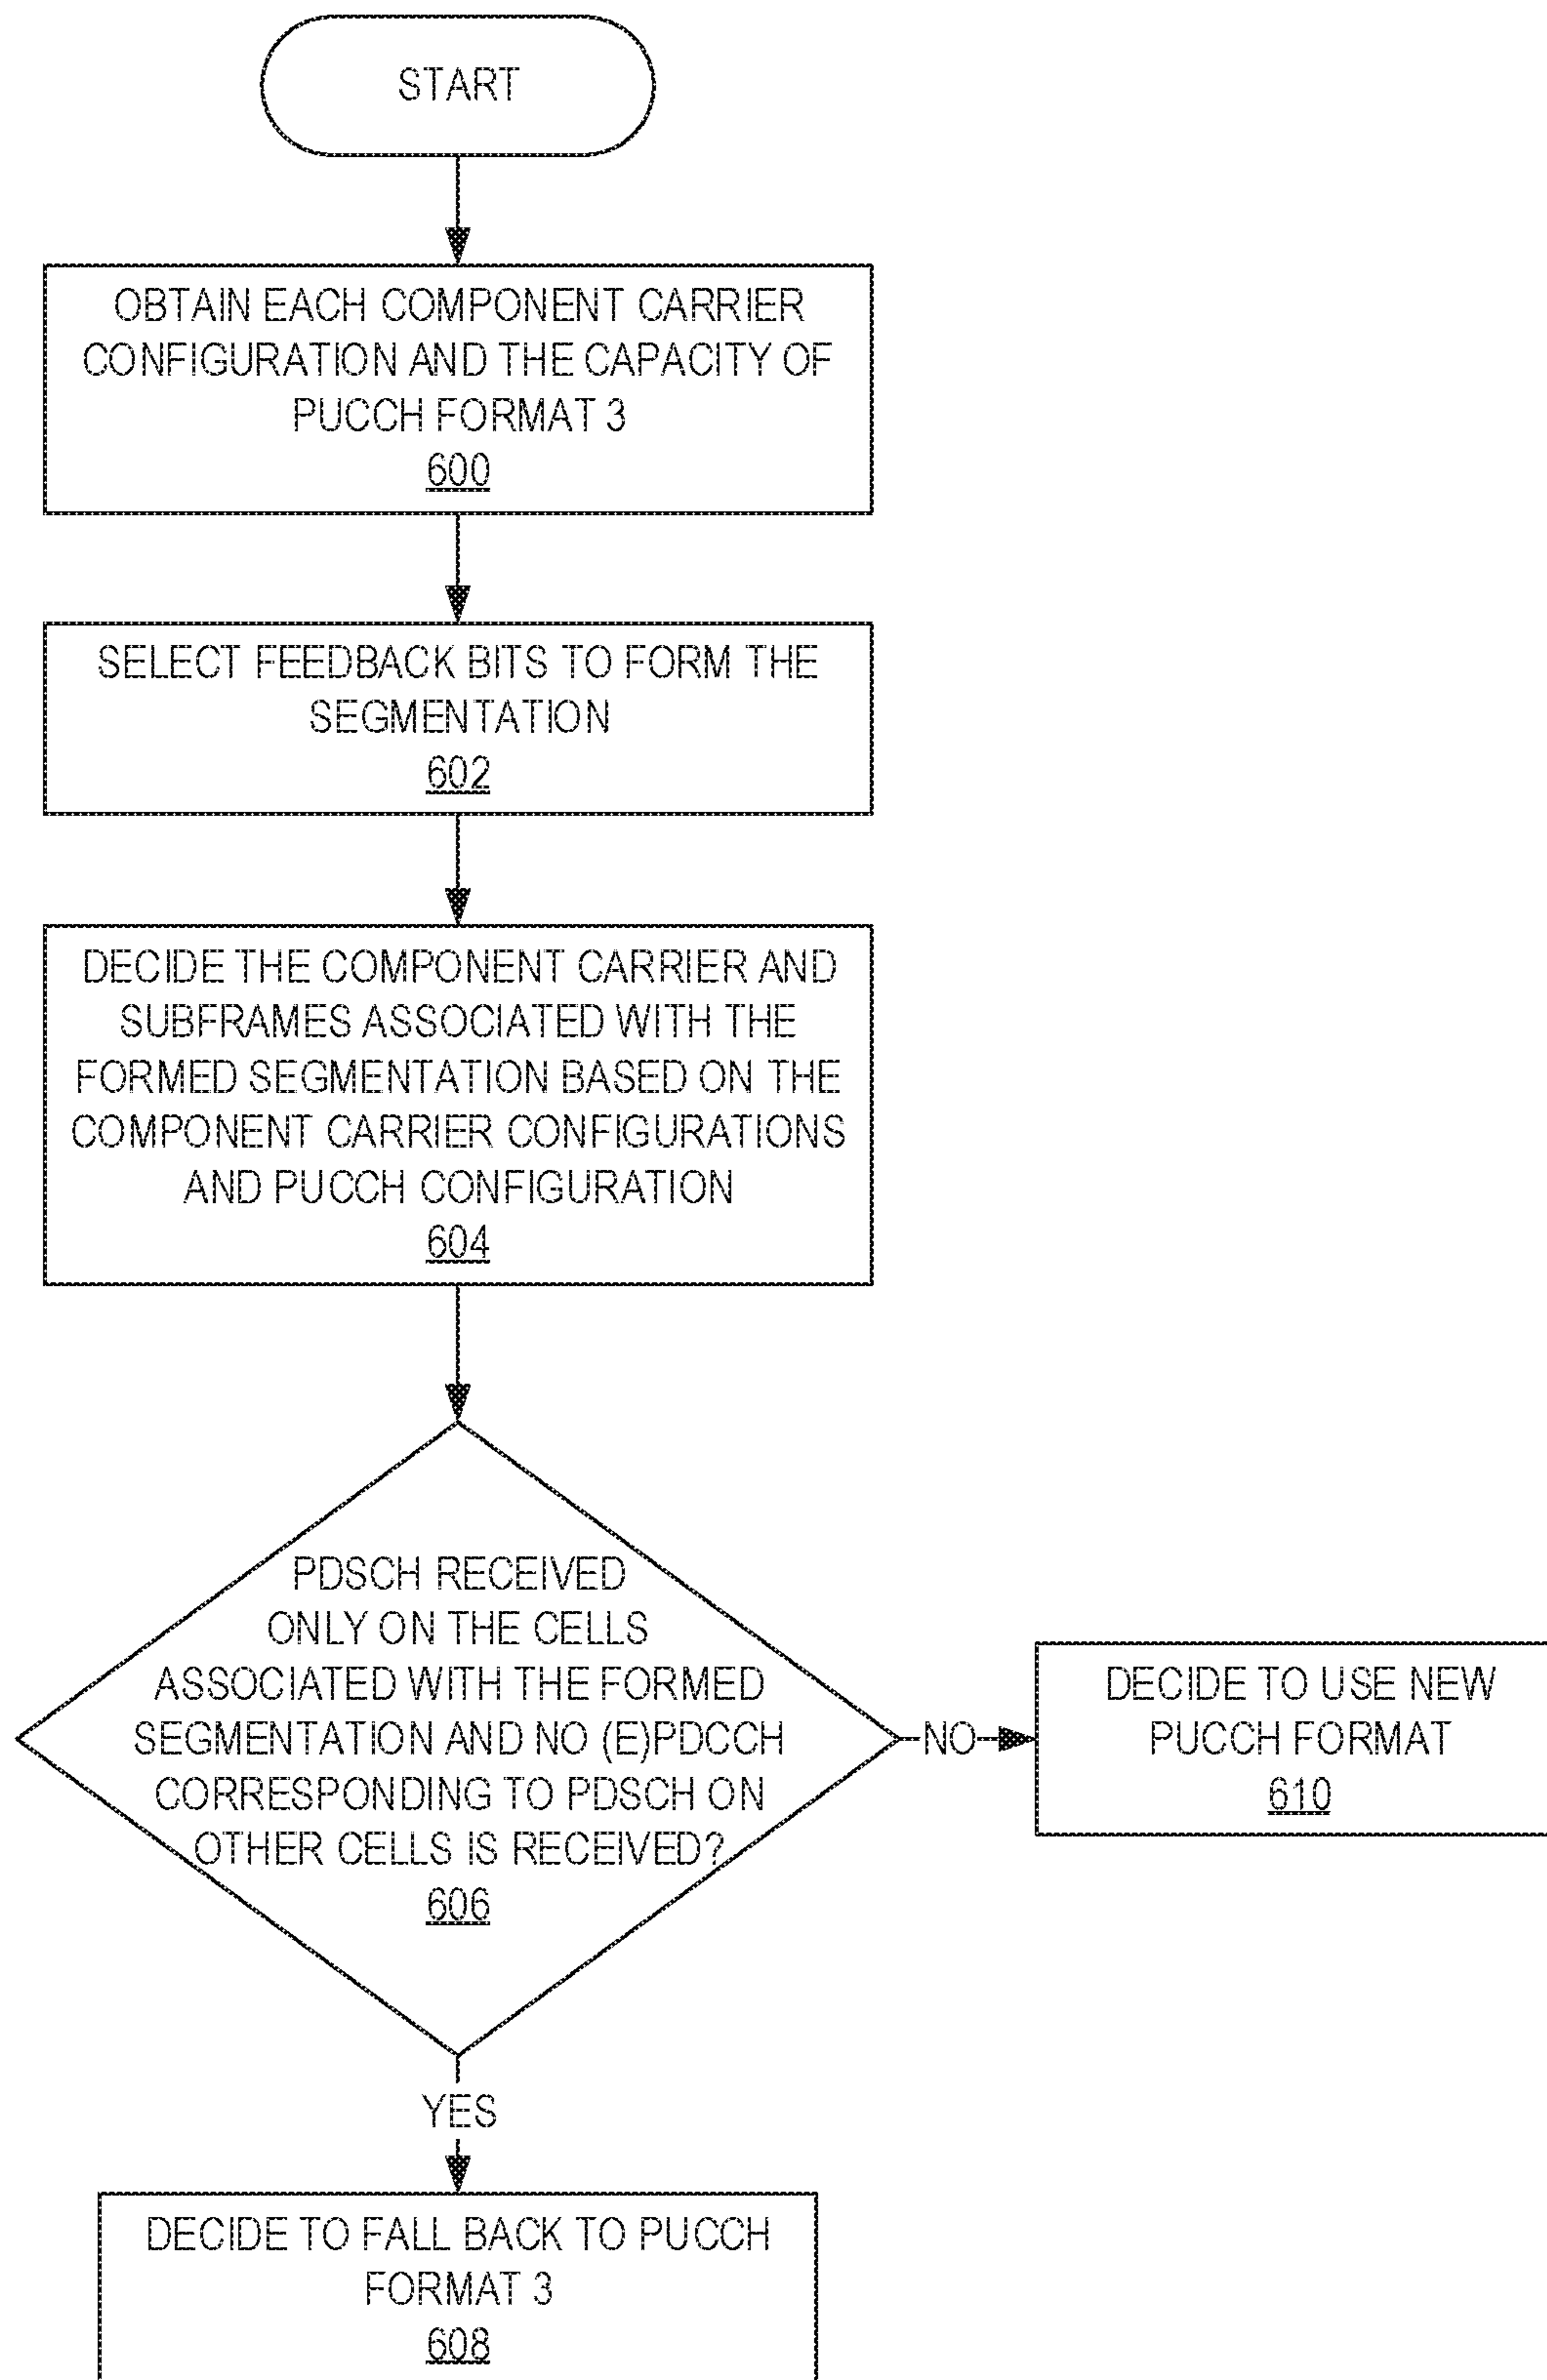 START
OBTAIN EACH COMPONENT CARRIER
CONFIGURATION AND THE CAPACITY OF
PUCCH FORMAT 3
600
SELECT FEEDBACK BITS TO FORM THE
SEGMENTATION
602
DECIDE THE COMPONENT CARRIER AND
SUBFRAMES ASSOCIATED WITH THE
FORMED SEGMENTATION BASED ON THE
COMPONENT CARRIER CONFIGURATIONS
AND PUCCH CONFIGURATION
604
PDSCH RECEIVED
ONLY ON THE CELLS
ASSOCIATED WITH THE FORMED
SEGMENTATION AND NO (E)PDCCH
CORRESPONDING TO PDSCH ON
OTHER CELLS IS RECEIVED?
606
NO
DECIDE TO USE NEW
PUCCH FORMAT
610
YES
DECIDE TO FALL BACK TO PUCCH
FORMAT 3
608